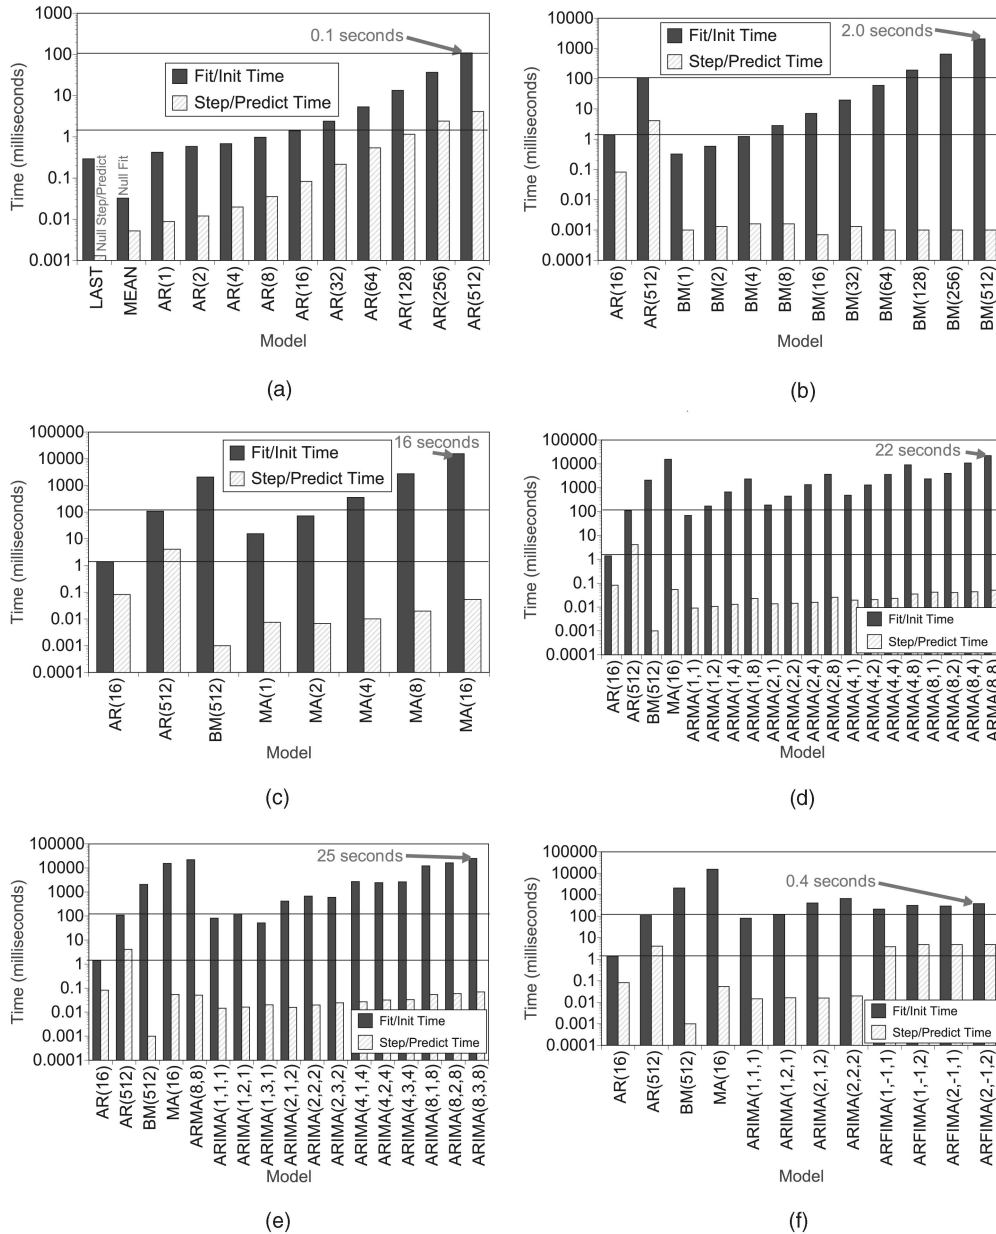 1000
100
10
1
0.1
0.01
0.001
Time (milliseconds)
0.1 seconds
Fit/Init Time
Step/Predict Time
Null Step/Predict
Null Fit
LAST
MEAN
AR(1)
AR(2)
AR(4)
AR(8)
AR(16)
AR(32)
AR(64)
AR(128)
AR(256)
AR(512)
Model
(a)
10000
1000
100
10
1
0.1
0.01
0.001
0.0001
Time (milliseconds)
2.0 seconds
Fit/Init Time
Step/Predict Time
AR(16)
AR(512)
BM(1)
BM(2)
BM(4)
BM(8)
BM(16)
BM(32)
BM(64)
BM(128)
BM(256)
BM(512)
Model
(b)
100000
10000
1000
100
10
1
0.1
0.01
0.001
0.0001
Time (milliseconds)
16 seconds
Fit/Init Time
Step/Predict Time
AR(16)
AR(512)
BM(512)
MA(1)
MA(2)
MA(4)
MA(8)
MA(16)
Model
(c)
100000
10000
1000
100
10
1
0.1
0.01
0.001
0.0001
Time (milliseconds)
22 seconds
Fit/Init Time
Step/Predict Time
AR(16)
AR(512)
BM(512)
MA(16)
ARMA(1,1)
ARMA(1,2)
ARMA(1,4)
ARMA(1,8)
ARMA(2,1)
ARMA(2,2)
ARMA(2,4)
ARMA(2,8)
ARMA(4,1)
ARMA(4,2)
ARMA(4,4)
ARMA(4,8)
ARMA(8,1)
ARMA(8,2)
ARMA(8,4)
ARMA(8,8)
Model
(d)
100000
10000
1000
100
10
1
0.1
0.01
0.001
0.0001
Time (milliseconds)
25 seconds
Fit/Init Time
Step/Predict Time
AR(16)
AR(512)
BM(512)
MA(16)
ARMA(8,8)
ARIMA(1,1,1)
ARIMA(1,2,1)
ARIMA(1,3,1)
ARIMA(2,1,2)
ARIMA(2,2,2)
ARIMA(2,3,2)
ARIMA(4,1,4)
ARIMA(4,2,4)
ARIMA(4,3,4)
ARIMA(8,1,8)
ARIMA(8,2,8)
ARIMA(8,3,8)
Model
(e)
100000
10000
1000
100
10
1
0.1
0.01
0.001
0.0001
Time (milliseconds)
0.4 seconds
Fit/Init Time
Step/Predict Time
AR(16)
AR(512)
BM(512)
MA(16)
ARIMA(1,1,1)
ARIMA(1,2,1)
ARIMA(2,1,2)
ARIMA(2,2,2)
ARFIMA(1,-1,1)
ARFIMA(1,-1,2)
ARFIMA(2,-1,1)
ARFIMA(2,-1,2)
Model
(f)